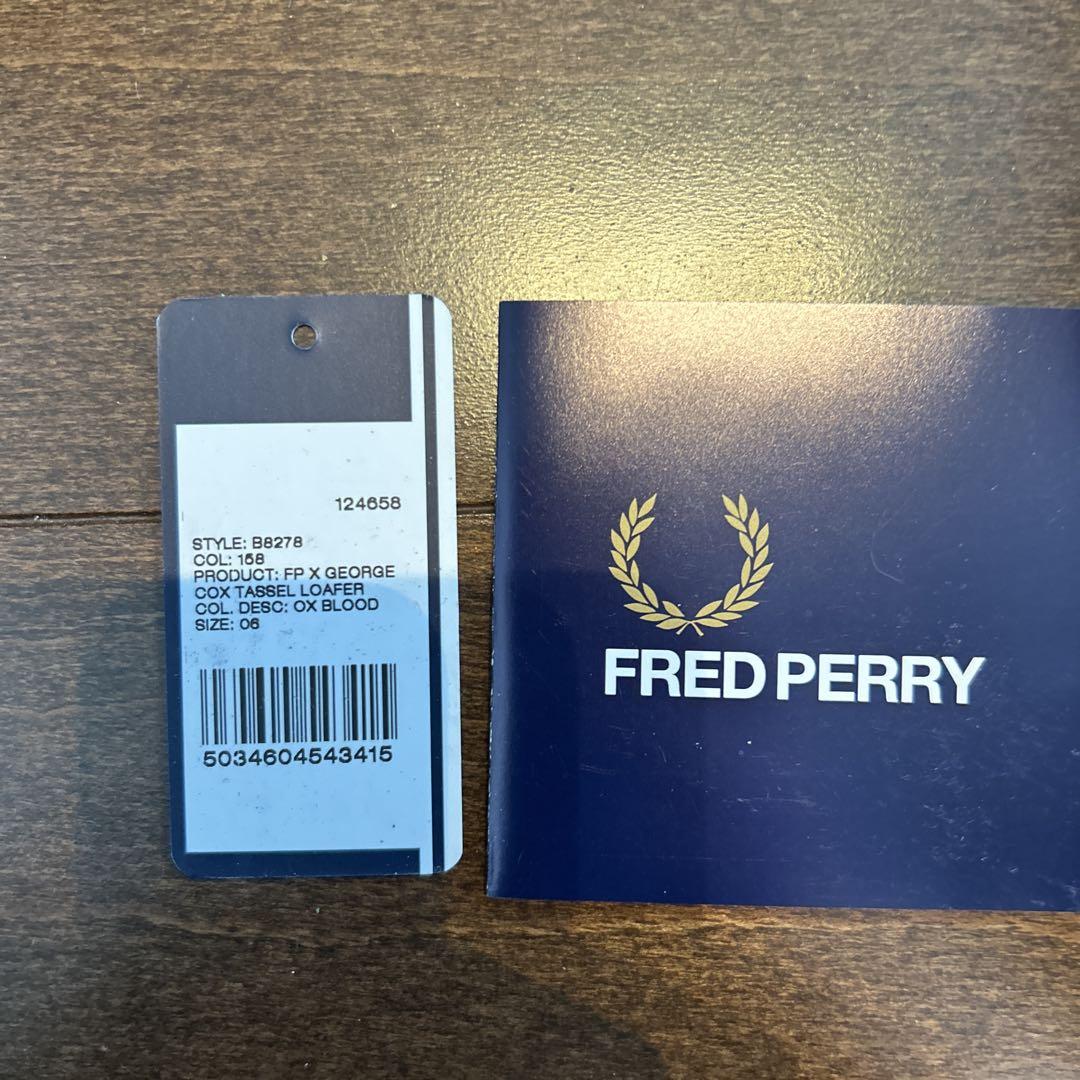 124658
STYLE: B8278
COL: 158
PRODUCT: FP X GEORGE
COX TASSEL LOAFER
COL. DESC: OX BLOOD
SIZE: 06
5034604543415
FRED PERRY